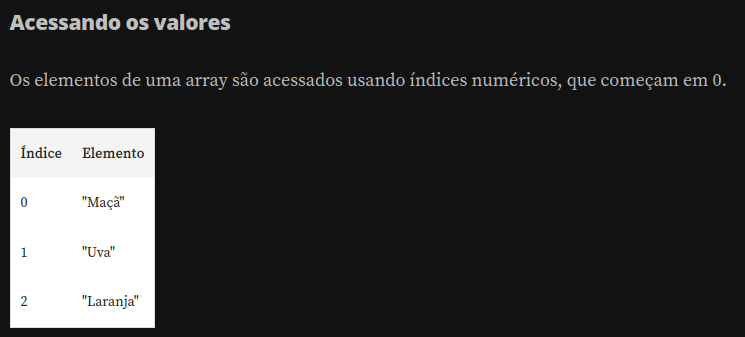 Acessando os valores
Os elementos de uma array são acessados usando índices numéricos, que começam em 0.
Índice Elemento
0 "Maçã"
1 "Uva"
2 "Laranja"